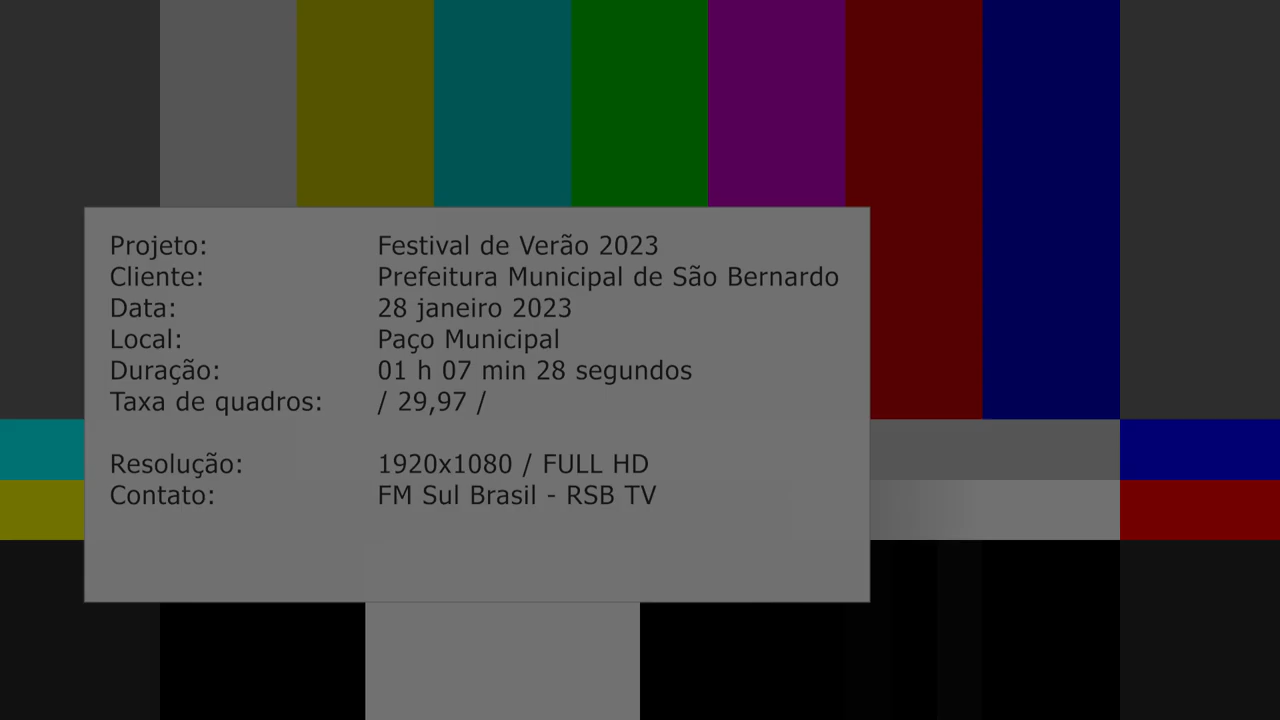 Projeto: Festival de Verão 2023
Cliente: Prefeitura Municipal de São Bernardo
Data: 28 janeiro 2023
Local: Paço Municipal
Duração: 01 h 07 min 28 segundos
Taxa de quadros: / 29,97 /
Resolução: 1920x1080 / FULL HD
Contato: FM Sul Brasil - RSB TV